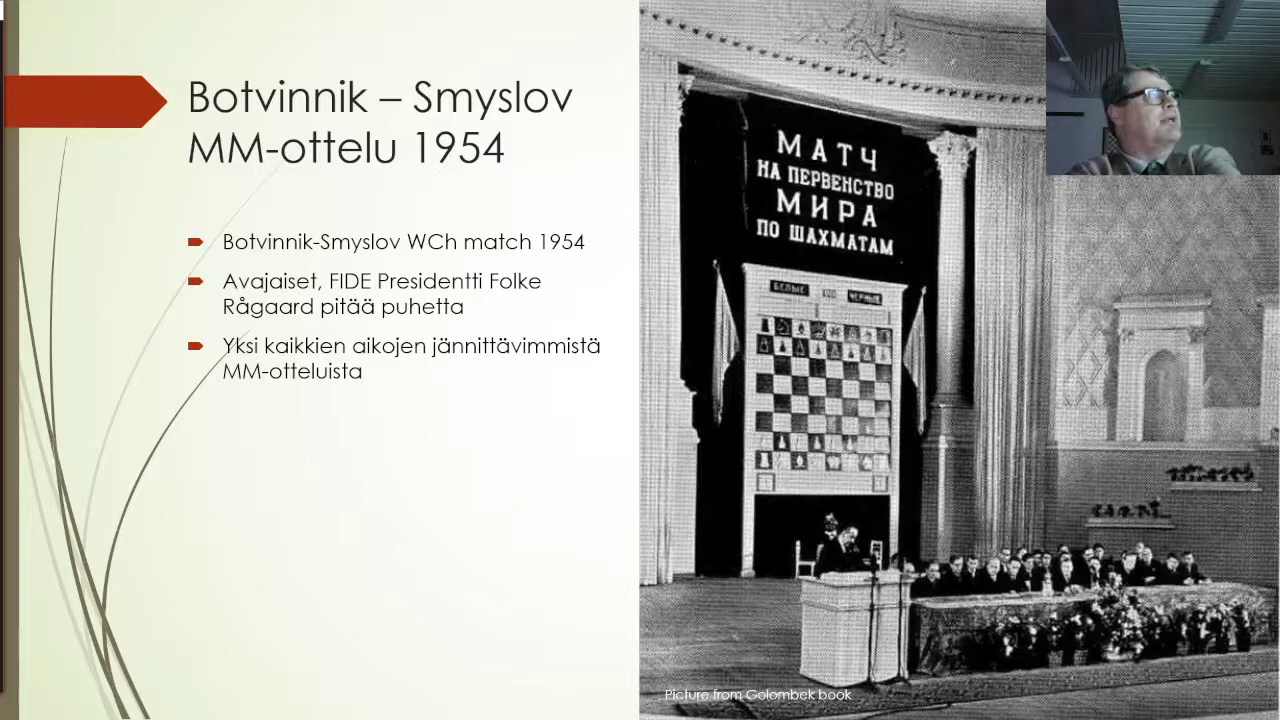 Botvinnik – Smyslov
MM-ottelu 1954
Botvinnik-Smyslov WCh match 1954
Avajaiset, FIDE Presidentti Folke
Rågaard pitää puhetta
Yksi kaikkien aikojen jännittävimmistä
MM-otteluista
МАТЧ
НА ПЕРВЕНСТВО
МИРА
ПО ШАХМАТАМ
БЕЛЫЕ ХОД ЧЕРНЫЕ
Picture from Golombek book